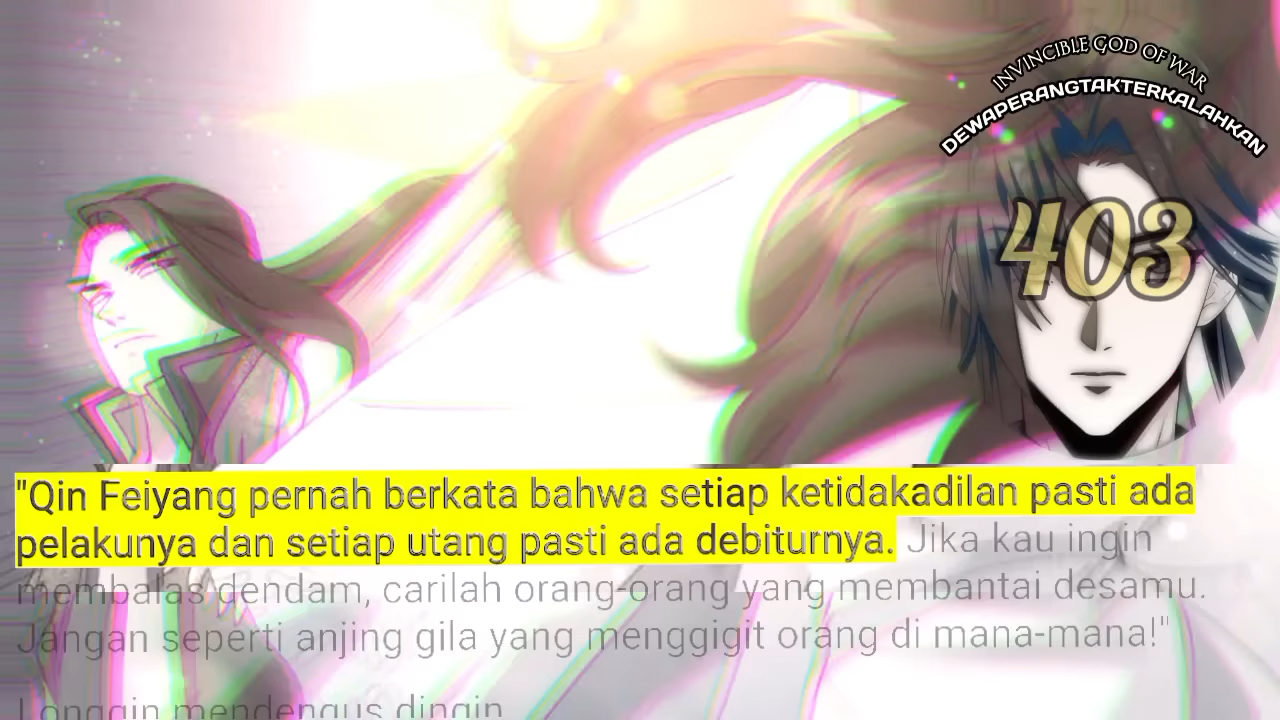 INVINCIBLE GOD OF WAR
DEWAPERANGTAKTERKALAHKAN
403
"Qin Feiyang pernah berkata bahwa setiap ketidakadilan pasti ada
pelakunya dan setiap utang pasti ada debiturnya. Jika kau ingin
membalas dendam, carilah orang-orang yang membantai desamu.
Jangan seperti anjing gila yang menggigit orang di mana-mana!"
Longqin mendengus dingin